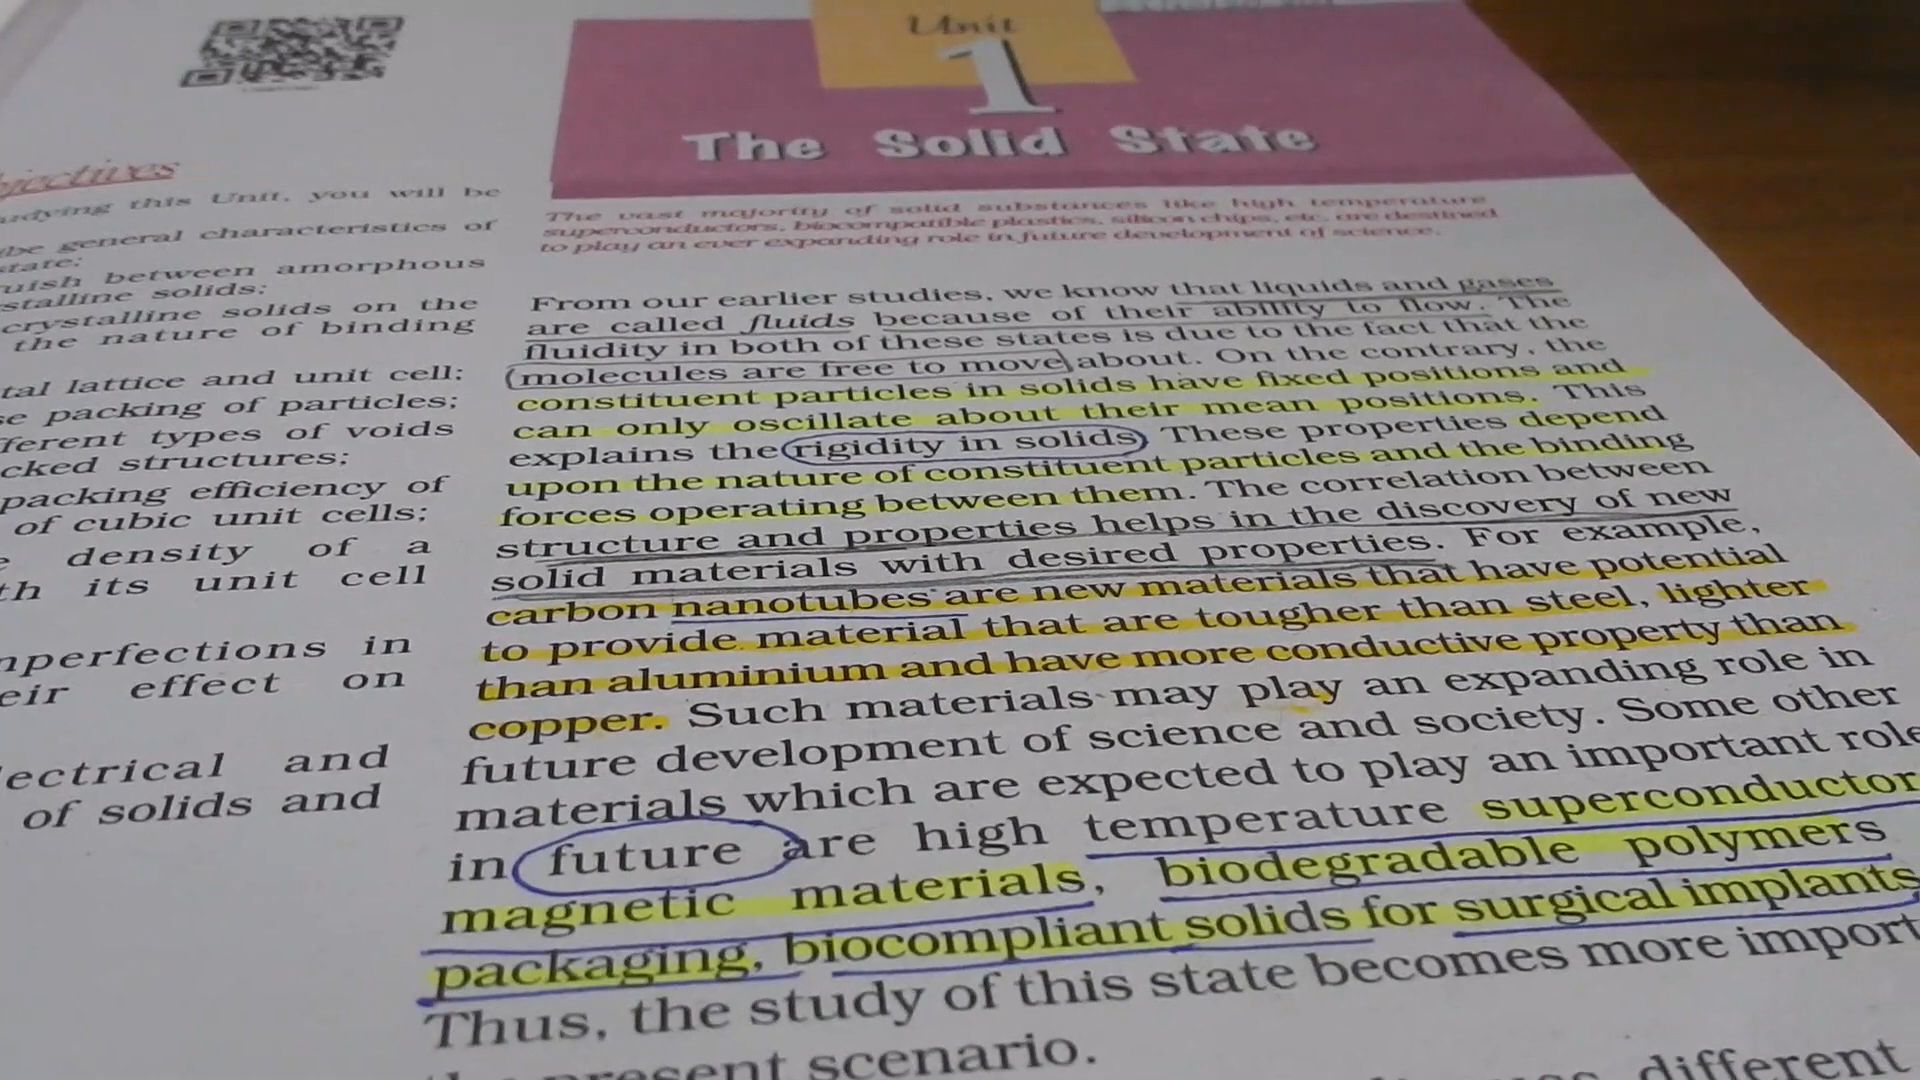 Unit
1
The Solid State
jectives
udying this Unit, you will be
be general characteristics of
state;
uish between amorphous
stalline solids;
crystalline solids on the
the nature of binding
tal lattice and unit cell;
se packing of particles;
ferent types of voids
cked structures;
packing efficiency of
of cubic unit cells;
density of a
th its unit cell
mperfections in
eir effect on
lectrical and
of solids and
The vast majority of solid substances like high temperature
superconductors, biocompatible plastics, silicon chips, etc. are destined
to play an ever expanding role in future development of science.
From our earlier studies, we know that liquids and gases
are called fluids because of their ability to flow. The
fluidity in both of these states is due to the fact that the
molecules are free to move about. On the contrary, the
constituent particles in solids have fixed positions and
can only oscillate about their mean positions. This
explains the rigidity in solids. These properties depend
upon the nature of constituent particles and the binding
forces operating between them. The correlation between
structure and properties helps in the discovery of new
solid materials with desired properties. For example,
carbon nanotubes are new materials that have potential
to provide material that are tougher than steel, lighter
than aluminium and have more conductive property than
copper. Such materials may play an expanding role in
future development of science and society. Some other
materials which are expected to play an important role
in future are high temperature superconductor
magnetic materials, biodegradable polymers
packaging, biocompliant solids for surgical implants
Thus, the study of this state becomes more import
present scenario.
different